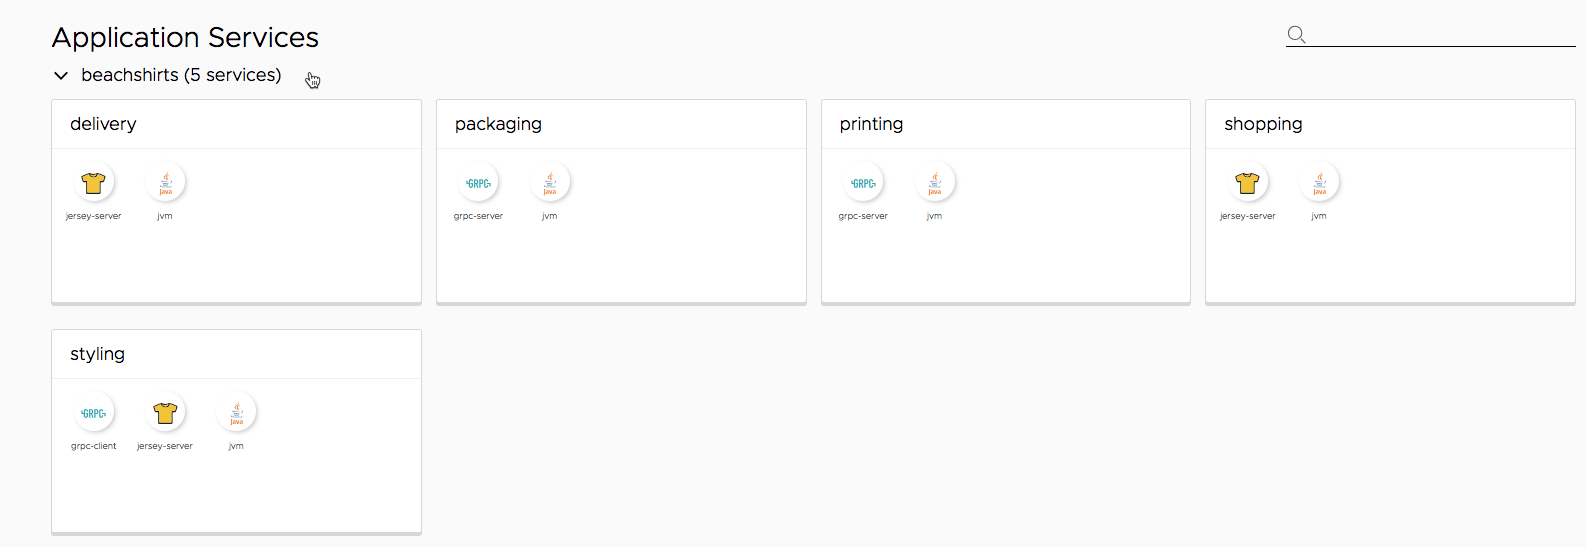 Application Services
beachshirts (5 services)
delivery
packaging
printing
shopping
GRPC
GRPC
Java
Java
Java
Java
jersey-server
jvm
grpc-server
jvm
grpc-server
jvm
jersey-server
jvm
styling
GRPC
Java
grpc-client
jersey-server
jvm